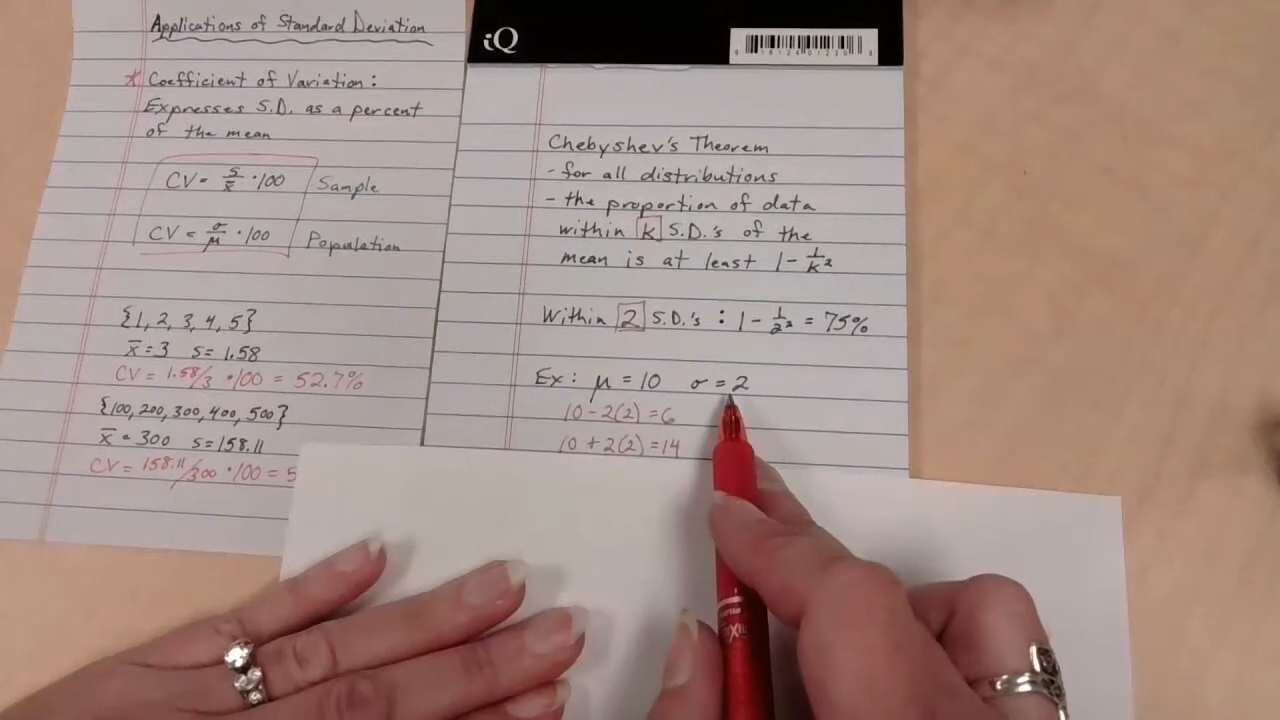 Applications of Standard Deviation
* Coefficient of Variation:
Expresses S.D. as a percent
of the mean
CV = s/x̄ · 100 Sample
CV = σ/μ · 100 Population
{1, 2, 3, 4, 5}
x̄ = 3 s = 1.58
CV = 1.58/3 · 100 = 52.7%
{100, 200, 300, 400, 500}
x̄ = 300 s = 158.11
CV = 158.11/300 · 100 = 5
iQ
Chebyshev's Theorem
- for all distributions
- the proportion of data
within k S.D.'s of the
mean is at least 1 - 1/k²
Within 2 S.D.'s : 1 - 1/2² = 75%
Ex: μ = 10 σ = 2
10 - 2(2) = 6
10 + 2(2) = 14